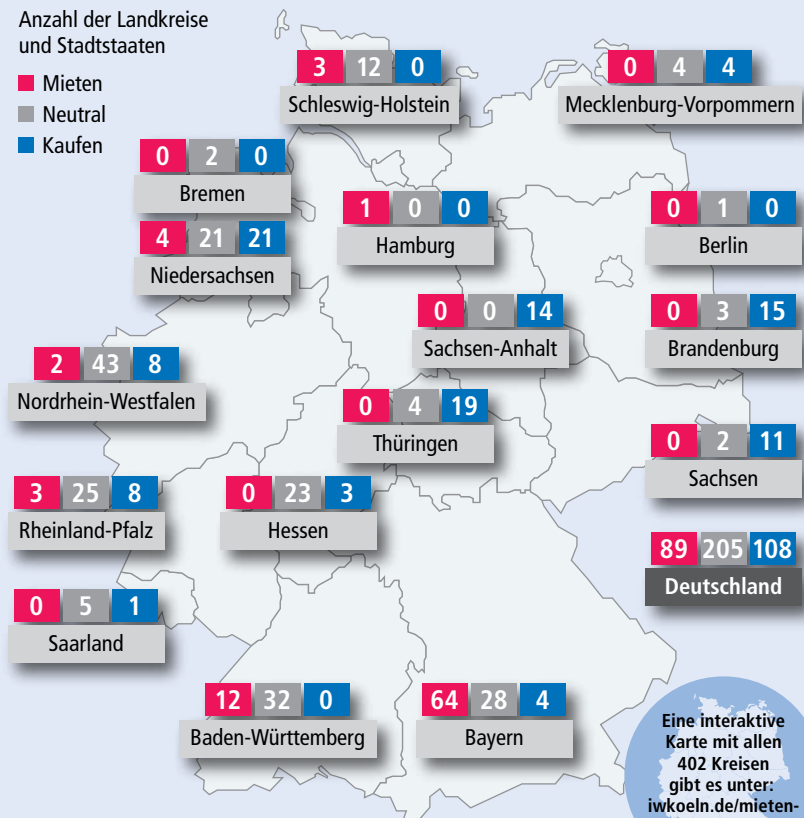 Anzahl der Landkreise
und Stadtstaaten
Mieten
Neutral
Kaufen
3 12 0
Schleswig-Holstein
0 4 4
Mecklenburg-Vorpommern
0 2 0
Bremen
1 0 0
Hamburg
0 1 0
Berlin
4 21 21
Niedersachsen
0 0 14
Sachsen-Anhalt
0 3 15
Brandenburg
2 43 8
Nordrhein-Westfalen
0 4 19
Thüringen
0 2 11
Sachsen
3 25 8
Rheinland-Pfalz
0 23 3
Hessen
89 205 108
Deutschland
0 5 1
Saarland
12 32 0
Baden-Württemberg
64 28 4
Bayern
Eine interaktive
Karte mit allen
402 Kreisen
gibt es unter:
iwkoeln.de/mieten-